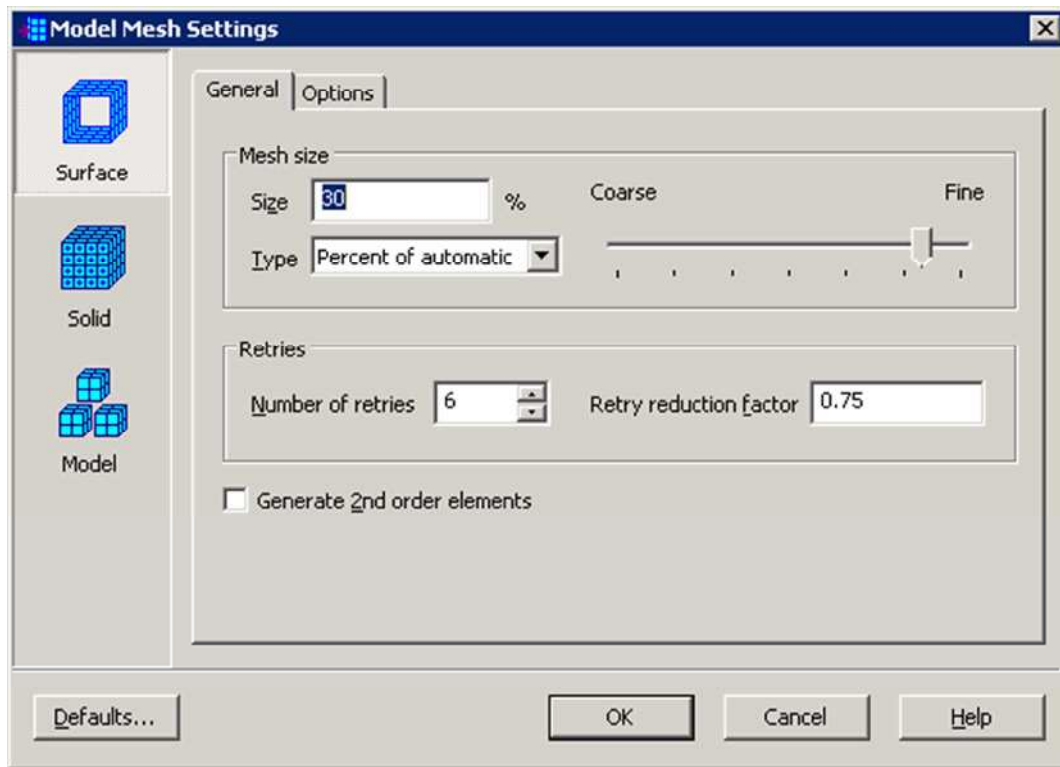 Model Mesh Settings
General Options
Surface
Mesh size
Size 30 % Coarse Fine
Type Percent of automatic
Solid
Retries
Number of retries 6 Retry reduction factor 0.75
Model
Generate 2nd order elements
Defaults... OK Cancel Help